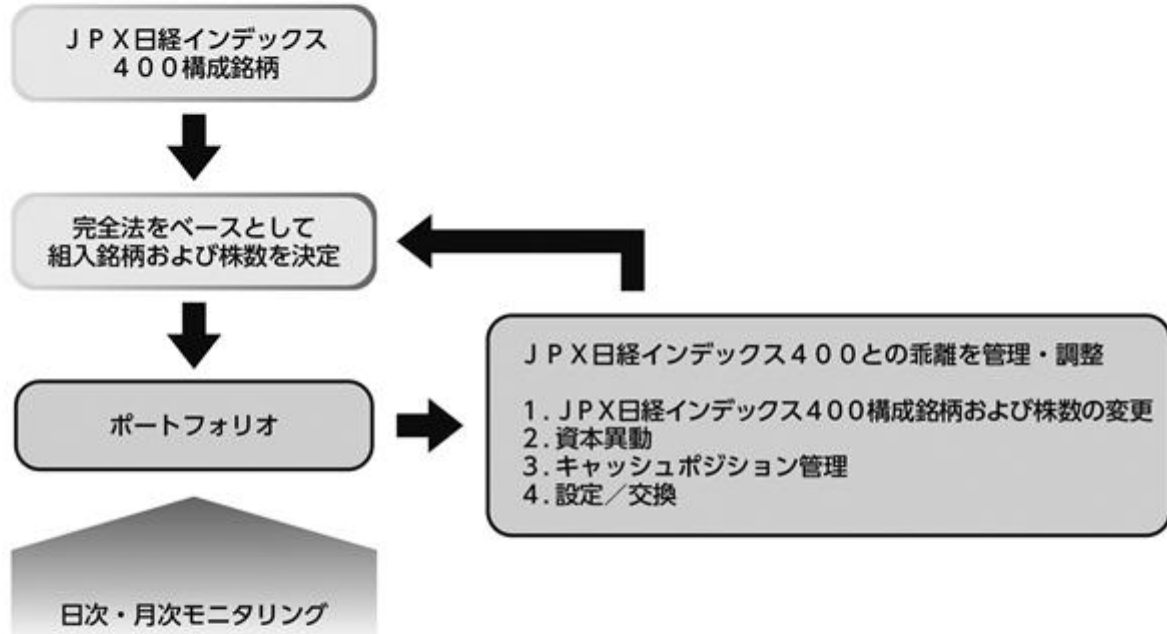 ＪＰＸ日経インデックス
４００構成銘柄
完全法をベースとして
組入銘柄および株数を決定
ポートフォリオ
ＪＰＸ日経インデックス４００との乖離を管理・調整
１．ＪＰＸ日経インデックス４００構成銘柄および株数の変更
２．資本異動
３．キャッシュポジション管理
４．設定／交換
日次・月次モニタリング